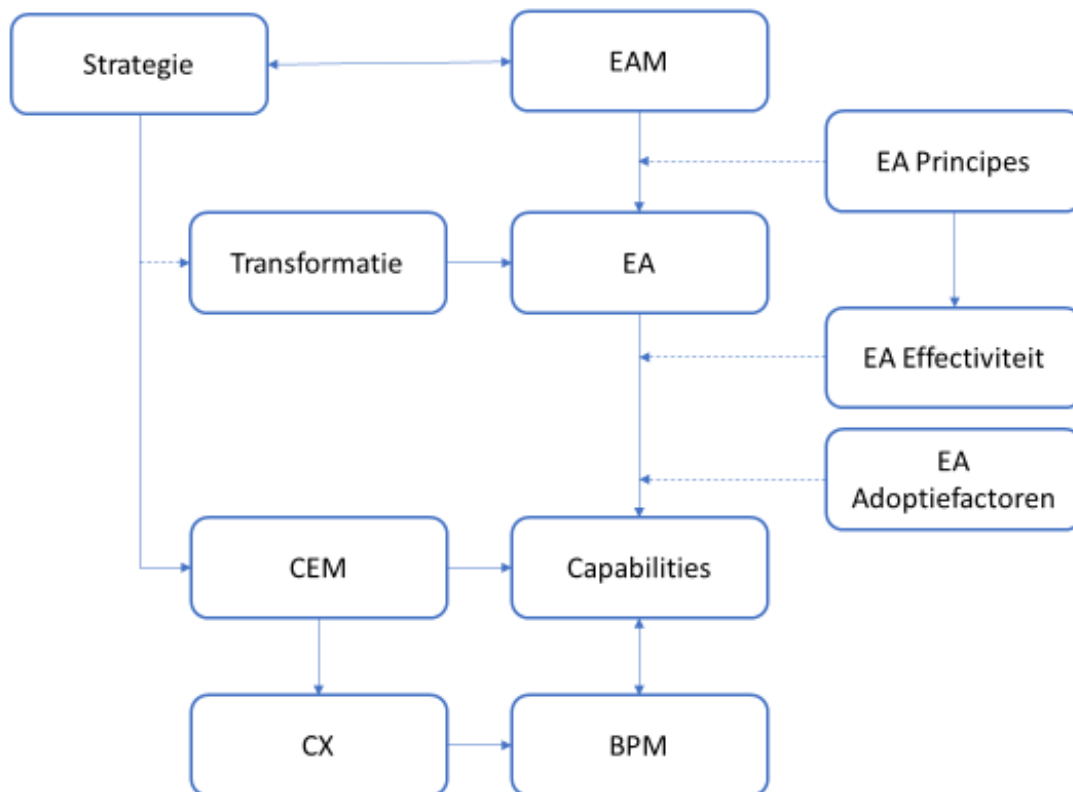 Strategie
EAM
EA Principes
Transformatie
EA
EA Effectiviteit
EA
Adoptiefactoren
CEM
Capabilities
CX
BPM